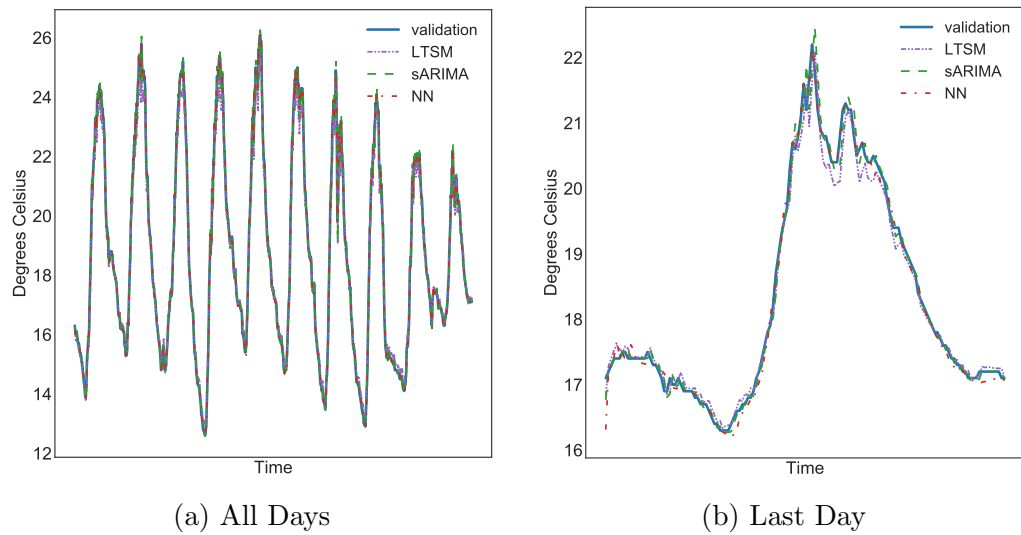 26
24
22
20
18
16
14
12
Degrees Celsius
Time
validation
LTSM
sARIMA
NN
(a) All Days
22
21
20
19
18
17
16
Degrees Celsius
Time
validation
LTSM
sARIMA
NN
(b) Last Day